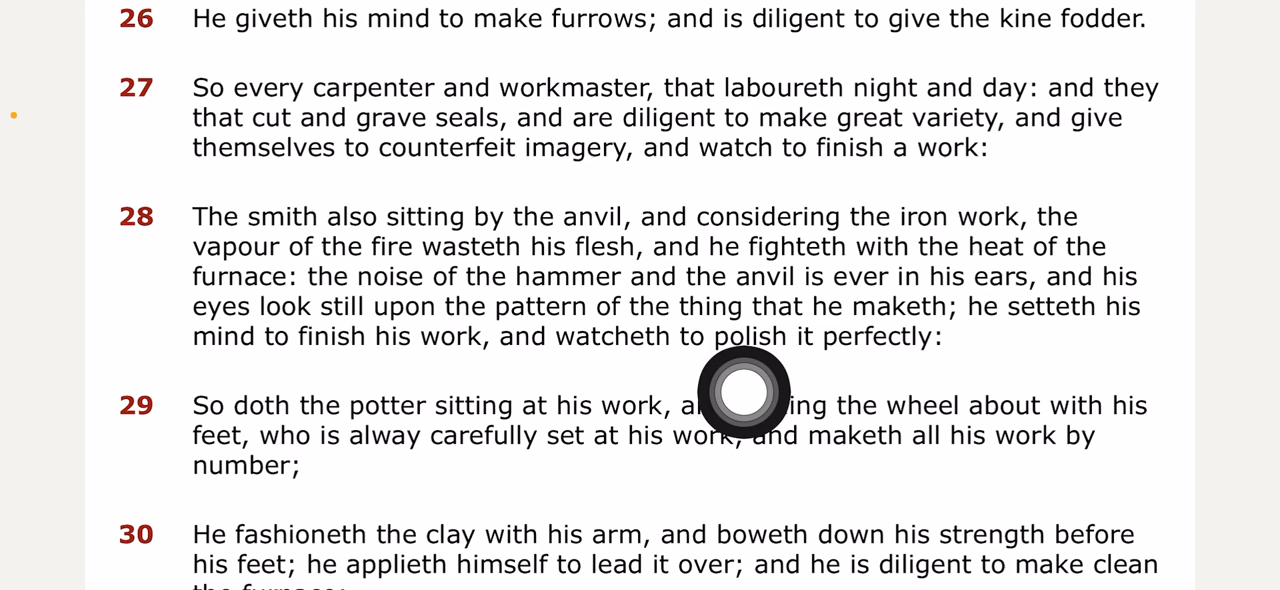 26 He giveth his mind to make furrows; and is diligent to give the kine fodder.
27 So every carpenter and workmaster, that laboureth night and day: and they
that cut and grave seals, and are diligent to make great variety, and give
themselves to counterfeit imagery, and watch to finish a work:
28 The smith also sitting by the anvil, and considering the iron work, the
vapour of the fire wasteth his flesh, and he fighteth with the heat of the
furnace: the noise of the hammer and the anvil is ever in his ears, and his
eyes look still upon the pattern of the thing that he maketh; he setteth his
mind to finish his work, and watcheth to polish it perfectly:
29 So doth the potter sitting at his work, the wheel about with his
feet, who is alway carefully set at his work, and maketh all his work by
number;
30 He fashioneth the clay with his arm, and boweth down his strength before
his feet; he applieth himself to lead it over; and he is diligent to make clean
the furnace: